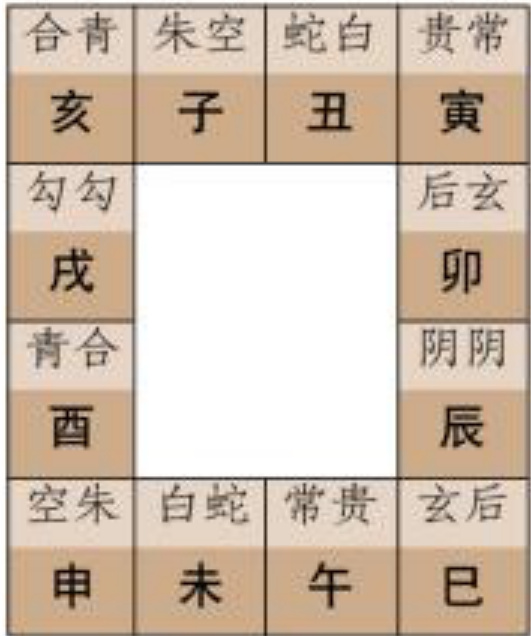 合青 朱空 蛇白 贵常
亥 子 丑 寅
勾勾 后玄
戌 卯
青合 阴阴
酉 辰
空朱 白蛇 常贵 玄后
申 未 午 巳